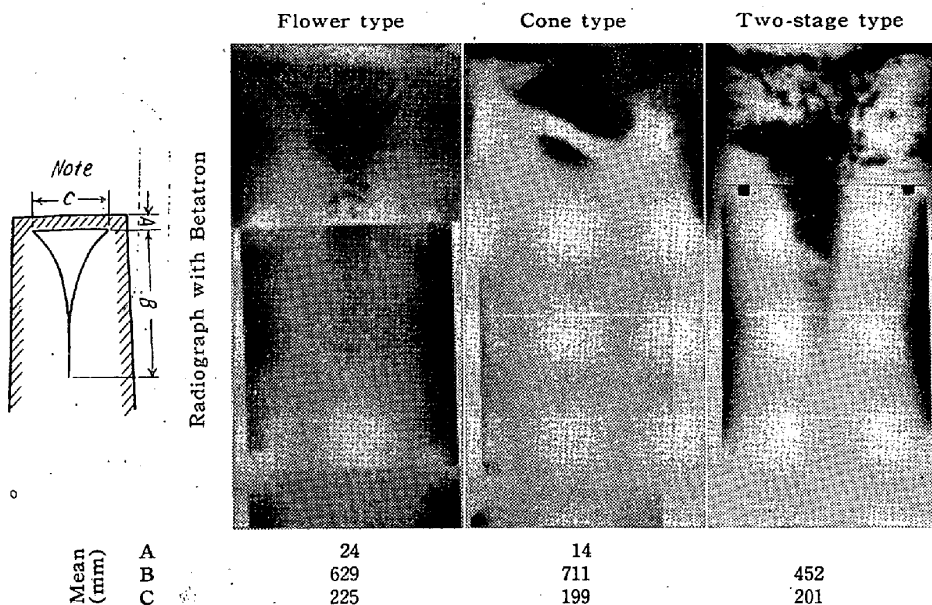 Flower type Cone type Two-stage type
Note
C
A
B
Radiograph with Betatron
Mean
(mm)
A 24 14
B 629 711 452
C 225 199 201